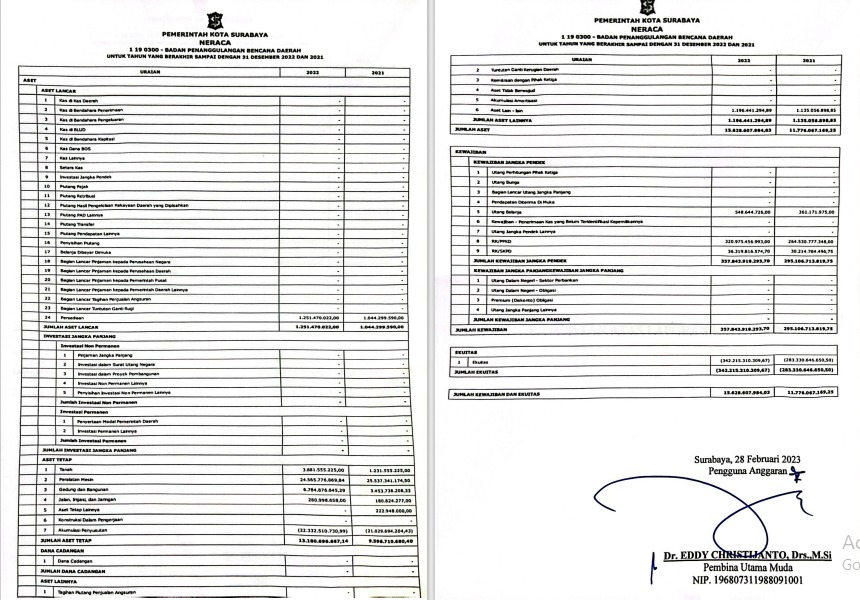 PEMERINTAH KOTA SURABAYA
NERACA
1 19 0300 - BADAN PENANGGULANGAN BENCANA DAERAH
UNTUK TAHUN YANG BERAKHIR SAMPAI DENGAN 31 DESEMBER 2022 DAN 2021
URAIAN 2022 2021
ASET
ASET LANCAR
1 Kas di Kas Daerah - -
2 Kas di Bendahara Penerimaan - -
3 Kas di Bendahara Pengeluaran - -
4 Kas di BLUD - -
5 Kas di Bendahara Kapitasi - -
6 Kas Dana BOS - -
7 Kas Lainnya - -
8 Setara Kas - -
9 Investasi Jangka Pendek - -
10 Piutang Pajak - -
11 Piutang Retribusi - -
12 Piutang Hasil Pengelolaan Kekayaan Daerah yang Dipisahkan - -
13 Piutang PAD Lainnya - -
14 Piutang Transfer - -
15 Piutang Pendapatan Lainnya - -
16 Penyisihan Piutang - -
17 Belanja Dibayar Dimuka - -
18 Bagian Lancar Pinjaman kepada Perusahaan Negara - -
19 Bagian Lancar Pinjaman kepada Perusahaan Daerah - -
20 Bagian Lancar Pinjaman kepada Pemerintah Pusat - -
21 Bagian Lancar Pinjaman kepada Pemerintah Daerah Lainnya - -
22 Bagian Lancar Tagihan Penjualan Angsuran - -
23 Bagian Lancar Tuntutan Ganti Rugi - -
24 Persediaan 1.251.470.022,00 1.044.299.590,00
JUMLAH ASET LANCAR 1.251.470.022,00 1.044.299.590,00
INVESTASI JANGKA PANJANG
Investasi Non Permanen
1 Pinjaman Jangka Panjang - -
2 Investasi dalam Surat Utang Negara - -
3 Investasi dalam Proyek Pembangunan - -
4 Investasi Non Permanen Lainnya - -
5 Penyisihan Investasi Non Permanen Lainnya - -
Jumlah Investasi Non Permanen - -
Investasi Permanen
1 Penyertaan Modal Pemerintah Daerah - -
2 Investasi Permanen Lainnya - -
Jumlah Investasi Permanen - -
JUMLAH INVESTASI JANGKA PANJANG - -
ASET TETAP
1 Tanah 3.881.555.225,00 1.231.555.225,00
2 Peralatan Mesin 24.565.776.069,84 25.537.341.174,50
3 Gedung dan Bangunan 6.784.876.845,29 3.453.736.208,33
4 Jalan, Irigasi, dan Jaringan 280.998.658,00 180.824.277,00
5 Aset Tetap Lainnya - 222.948.000,00
6 Konstruksi Dalam Pengerjaan - -
7 Akumulasi Penyusutan (22.332.510.730,99) (21.029.694.204,43)
JUMLAH ASET TETAP 13.180.696.667,14 9.596.710.680,40
DANA CADANGAN
1 Dana Cadangan - -
JUMLAH DANA CADANGAN - -
ASET LAINNYA
1 Tagihan Piutang Penjualan Angsuran - -
PEMERINTAH KOTA SURABAYA
NERACA
1 19 0300 - BADAN PENANGGULANGAN BENCANA DAERAH
UNTUK TAHUN YANG BERAKHIR SAMPAI DENGAN 31 DESEMBER 2022 DAN 2021
URAIAN 2022 2021
2 Tuntutan Ganti Kerugian Daerah - -
3 Kemitraan dengan Pihak Ketiga - -
4 Aset Tidak Berwujud - -
5 Akumulasi Amortisasi - -
6 Aset Lain - lain 1.196.441.294,89 1.135.056.898,85
JUMLAH ASET LAINNYA 1.196.441.294,89 1.135.056.898,85
JUMLAH ASET 15.628.607.984,03 11.776.067.169,25
KEWAJIBAN
KEWAJIBAN JANGKA PENDEK
1 Utang Perhitungan Pihak Ketiga - -
2 Utang Bunga - -
3 Bagian Lancar Utang Jangka Panjang - -
4 Pendapatan Diterima Di Muka - -
5 Utang Belanja 548.644.726,00 361.171.975,00
6 Kewajiban - Penerimaan Kas yang Belum Teridentifikasi Kepemilikannya - -
7 Utang Jangka Pendek Lainnya - -
8 RK/PPKD 320.975.456.993,00 264.530.777.348,00
9 RK/SKPD 36.319.816.574,70 30.214.764.496,75
JUMLAH KEWAJIBAN JANGKA PENDEK 357.843.918.293,70 295.106.713.819,75
KEWAJIBAN JANGKA PANJANGKEWAJIBAN JANGKA PANJANG
1 Utang Dalam Negeri - Sektor Perbankan - -
2 Utang Dalam Negeri - Obligasi - -
3 Premium (Diskonto) Obligasi - -
4 Utang Jangka Panjang Lainnya - -
JUMLAH KEWAJIBAN JANGKA PANJANG - -
JUMLAH KEWAJIBAN 357.843.918.293,70 295.106.713.819,75
EKUITAS
1 Ekuitas (342.215.310.309,67) (283.330.646.650,50)
JUMLAH EKUITAS (342.215.310.309,67) (283.330.646.650,50)
JUMLAH KEWAJIBAN DAN EKUITAS 15.628.607.984,03 11.776.067.169,25
Surabaya, 28 Februari 2023
Pengguna Anggaran
Dr. EDDY CHRISTIJANTO, Drs.,M.Si
Pembina Utama Muda
NIP. 196807311988091001
Ac
Go